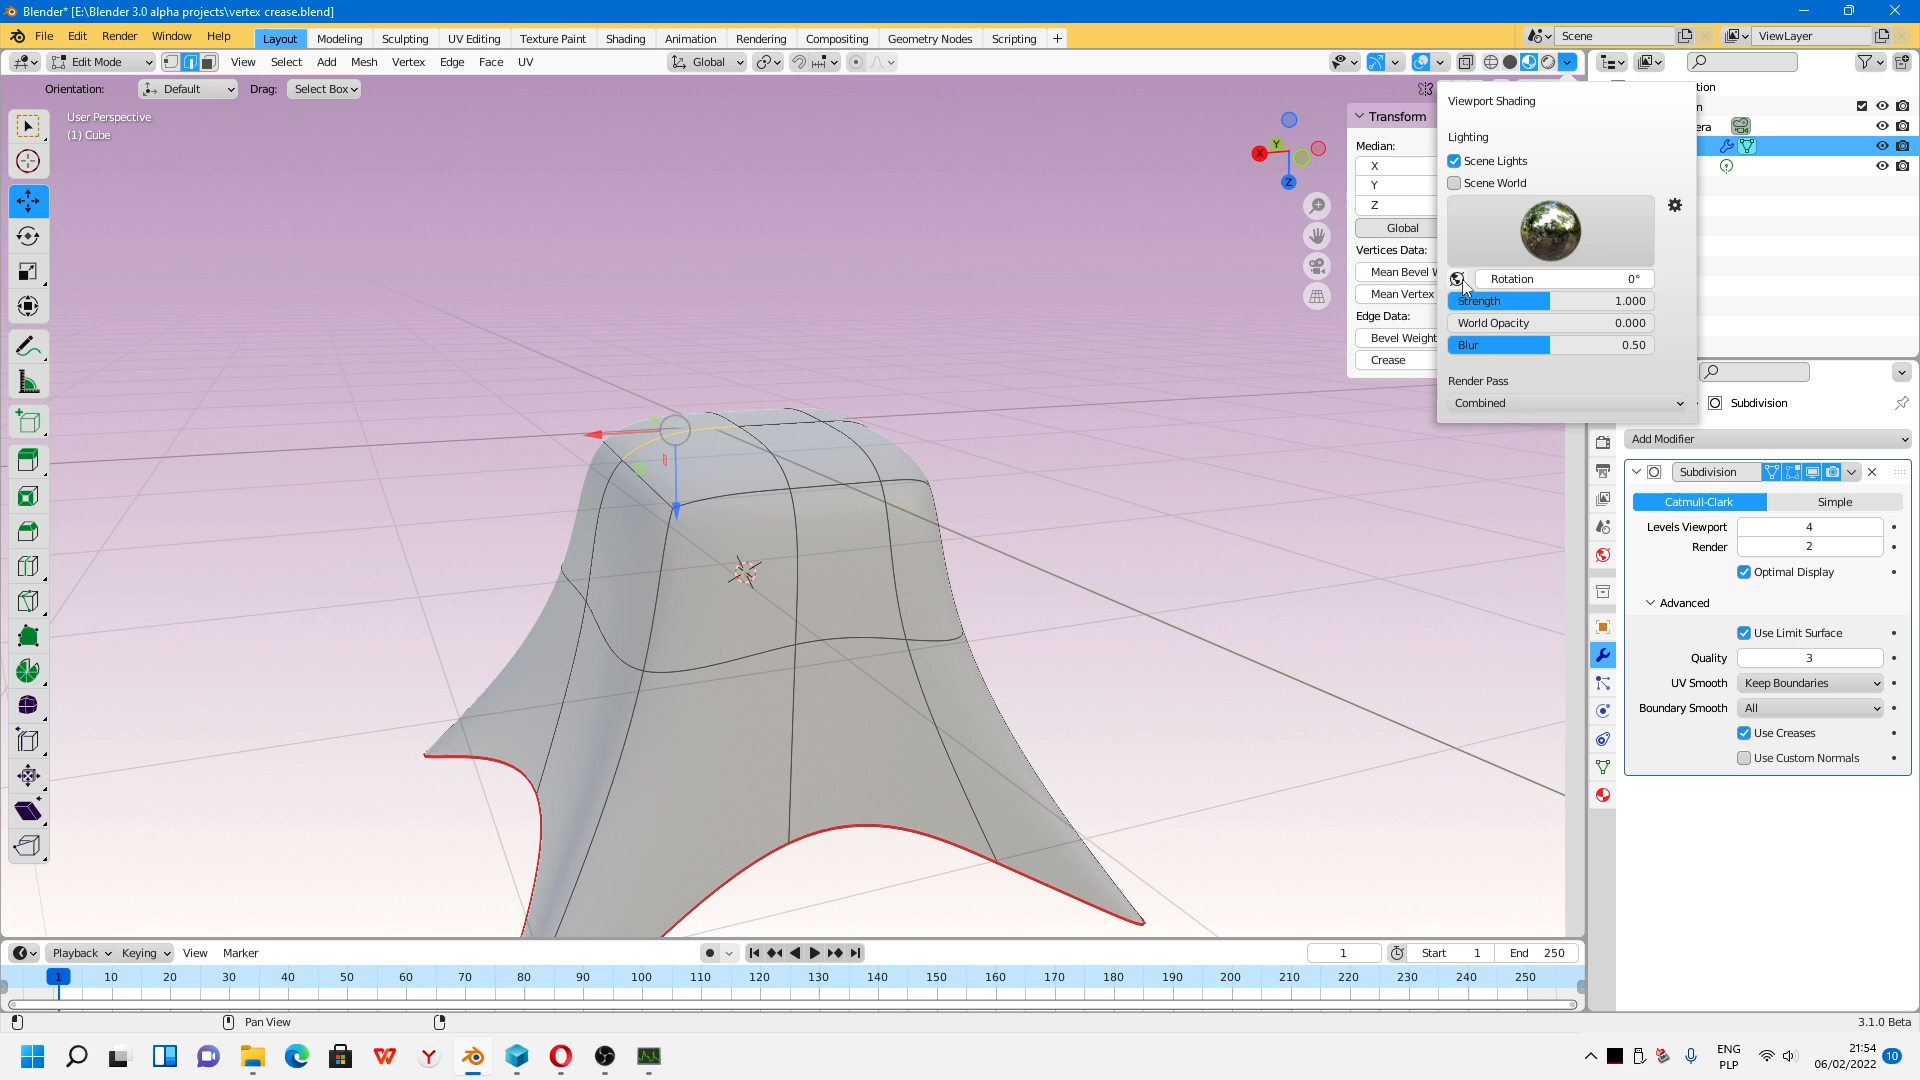 Blender* [E:\Blender 3.0 alpha projects\vertex crease.blend]
File Edit Render Window Help Layout Modeling Sculpting UV Editing Texture Paint Shading Animation Rendering Compositing Geometry Nodes Scripting + Scene ViewLayer
Edit Mode View Select Add Mesh Vertex Edge Face UV Global
Orientation: Default Drag: Select Box
User Perspective
(1) Cube
X Y Z
Transform
Median:
X
Y
Z
Global
Vertices Data:
Mean Bevel W
Mean Vertex
Edge Data:
Bevel Weight
Crease
Viewport Shading
Lighting
Scene Lights
Scene World
Rotation 0°
Strength 1.000
World Opacity 0.000
Blur 0.50
Render Pass
Combined
tion
n
era
Subdivision
Add Modifier
Subdivision
Catmull-Clark Simple
Levels Viewport 4
Render 2
Optimal Display
Advanced
Use Limit Surface
Quality 3
UV Smooth Keep Boundaries
Boundary Smooth All
Use Creases
Use Custom Normals
Playback Keying View Marker 1 Start 1 End 250
1 10 20 30 40 50 60 70 80 90 100 110 120 130 140 150 160 170 180 190 200 210 220 230 240 250
Pan View 3.1.0 Beta
ENG
PLP
21:54
06/02/2022
10